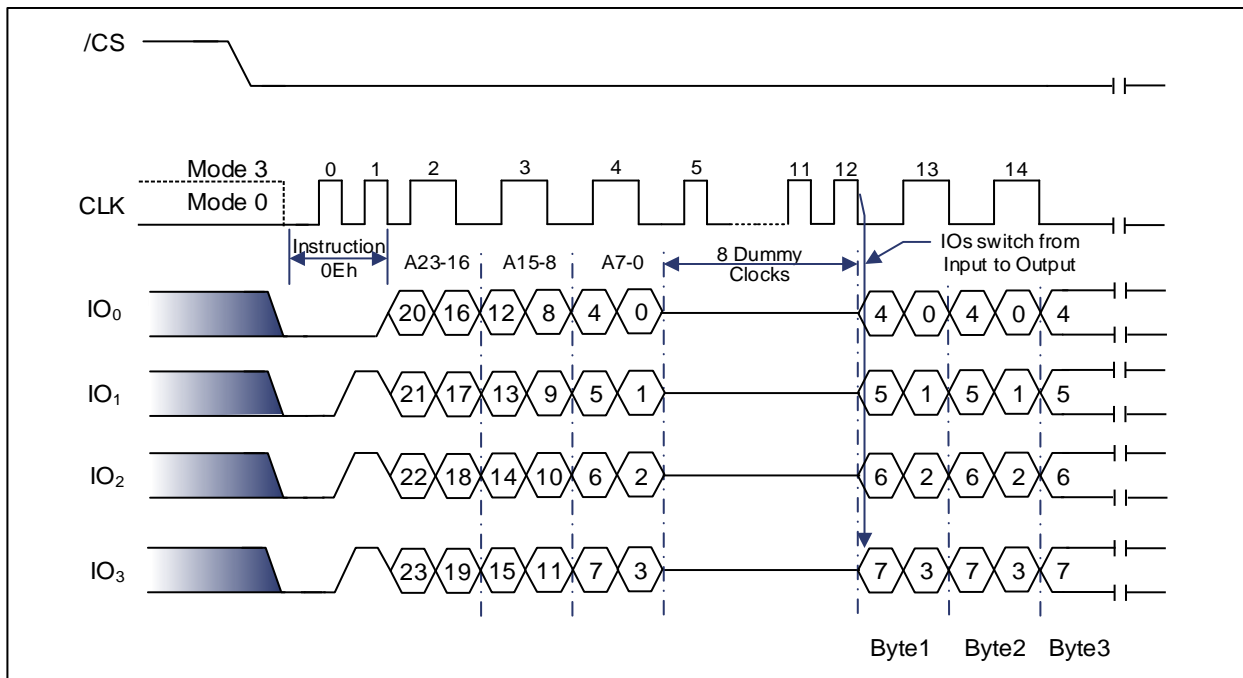 /CS
Mode 3
0 1 2 3 4 5 11 12 13 14
Mode 0
CLK
Instruction
0Eh
A23-16 A15-8 A7-0
8 Dummy
Clocks
IOs switch from
Input to Output
IO0 20 16 12 8 4 0 4 0 4 0 4
IO1 21 17 13 9 5 1 5 1 5 1 5
IO2 22 18 14 10 6 2 6 2 6 2 6
IO3 23 19 15 11 7 3 7 3 7 3 7
Byte1 Byte2 Byte3